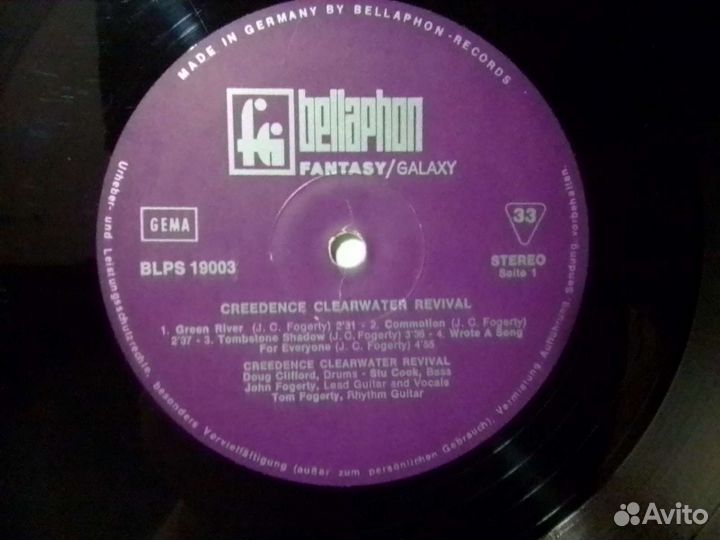 MADE IN GERMANY BY BELLAPHON-RECORDS
bellaphon
FANTASY/GALAXY
GEMA
33
BLPS 19003
STEREO
Seite 1
CREEDENCE CLEARWATER REVIVAL
1. Green River (J. C. Fogerty) 2'31 - 2. Commotion (J. C. Fogerty)
2'37 - 3. Tombstone Shadow (J. C. Fogerty) 3'36 - 4. Wrote A Song
For Everyone (J. C. Fogerty) 4'55
CREEDENCE CLEARWATER REVIVAL
Doug Clifford, Drums - Stu Cook, Bass
John Fogerty, Lead Guitar and Vocals
Tom Fogerty, Rhythm Guitar
Urheber- und Leistungsschutzrechte, besonders Vervielfältigung (außer zum persönlichen Gebrauch), Vermietung, Aufführung, Sendung, vorbehalten.
Avito